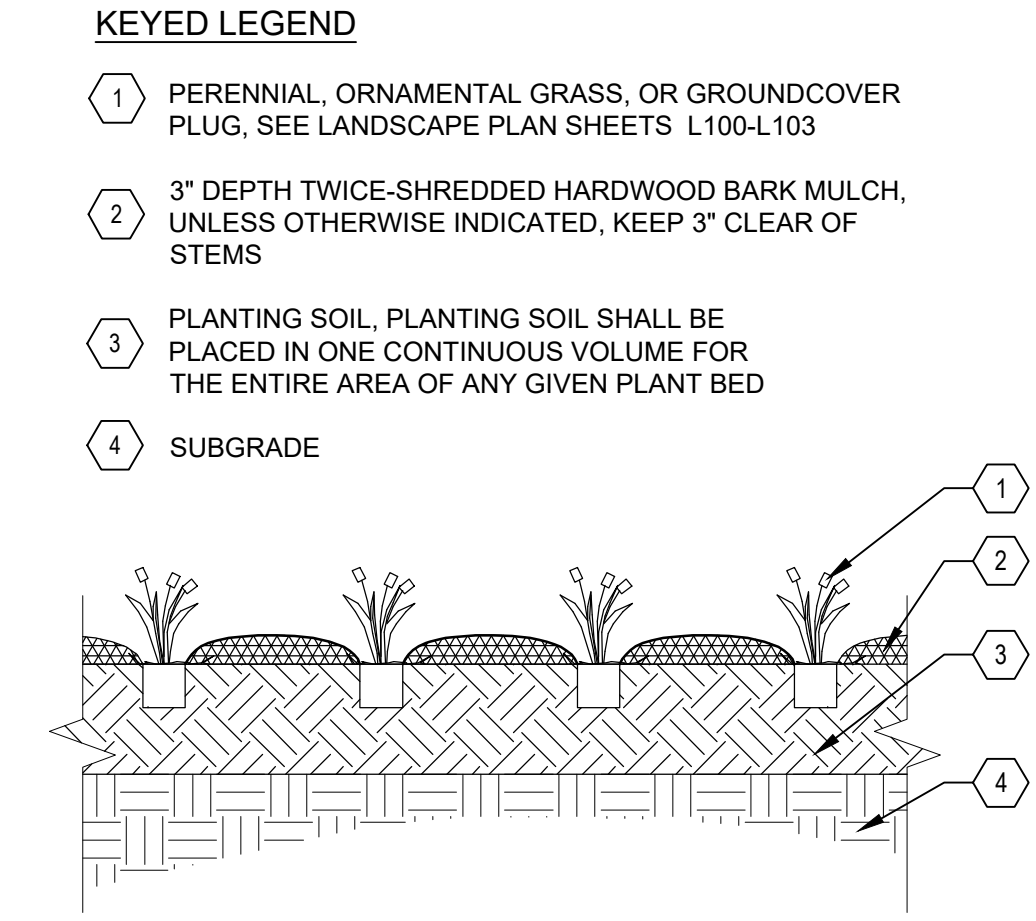 KEYED LEGEND
1 PERENNIAL, ORNAMENTAL GRASS, OR GROUNDCOVER
PLUG, SEE LANDSCAPE PLAN SHEETS L100-L103
2 3" DEPTH TWICE-SHREDDED HARDWOOD BARK MULCH,
UNLESS OTHERWISE INDICATED, KEEP 3" CLEAR OF
STEMS
3 PLANTING SOIL, PLANTING SOIL SHALL BE
PLACED IN ONE CONTINUOUS VOLUME FOR
THE ENTIRE AREA OF ANY GIVEN PLANT BED
4 SUBGRADE
1
2
3
4